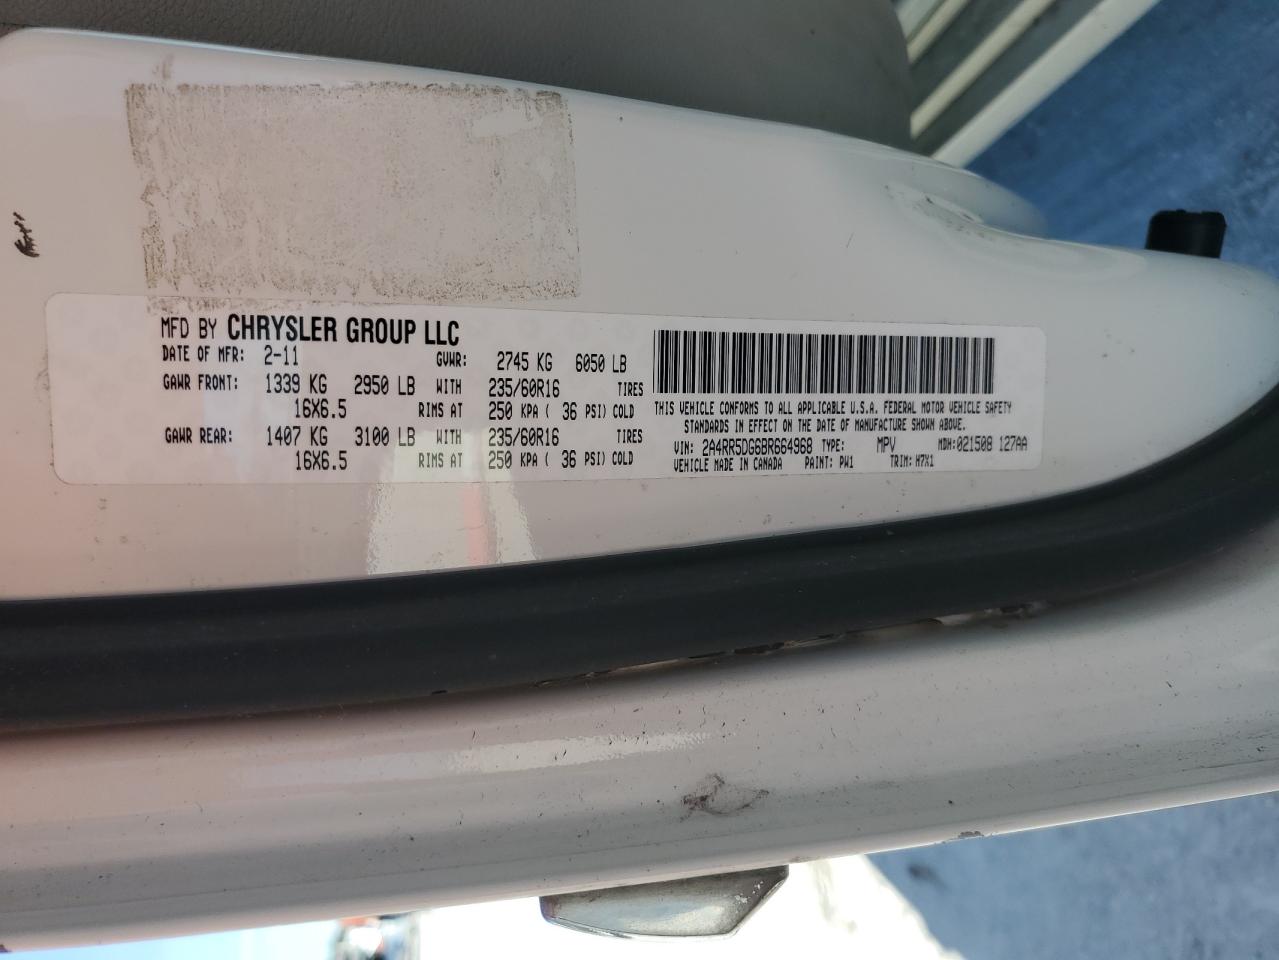 MFD BY CHRYSLER GROUP LLC
DATE OF MFR: 2-11 GVWR: 2745 KG 6050 LB
GAWR FRONT: 1339 KG 2950 LB WITH 235/60R16 TIRES
16X6.5 RIMS AT 250 KPA ( 36 PSI) COLD
GAWR REAR: 1407 KG 3100 LB WITH 235/60R16 TIRES
16X6.5 RIMS AT 250 KPA ( 36 PSI) COLD
THIS VEHICLE CONFORMS TO ALL APPLICABLE U.S.A. FEDERAL MOTOR VEHICLE SAFETY
STANDARDS IN EFFECT ON THE DATE OF MANUFACTURE SHOWN ABOVE.
VIN: 2A4RR5DG6BR664968 TYPE: MPV MDH:021508 127AA
VEHICLE MADE IN CANADA PAINT: PW1 TRIM: H7X1